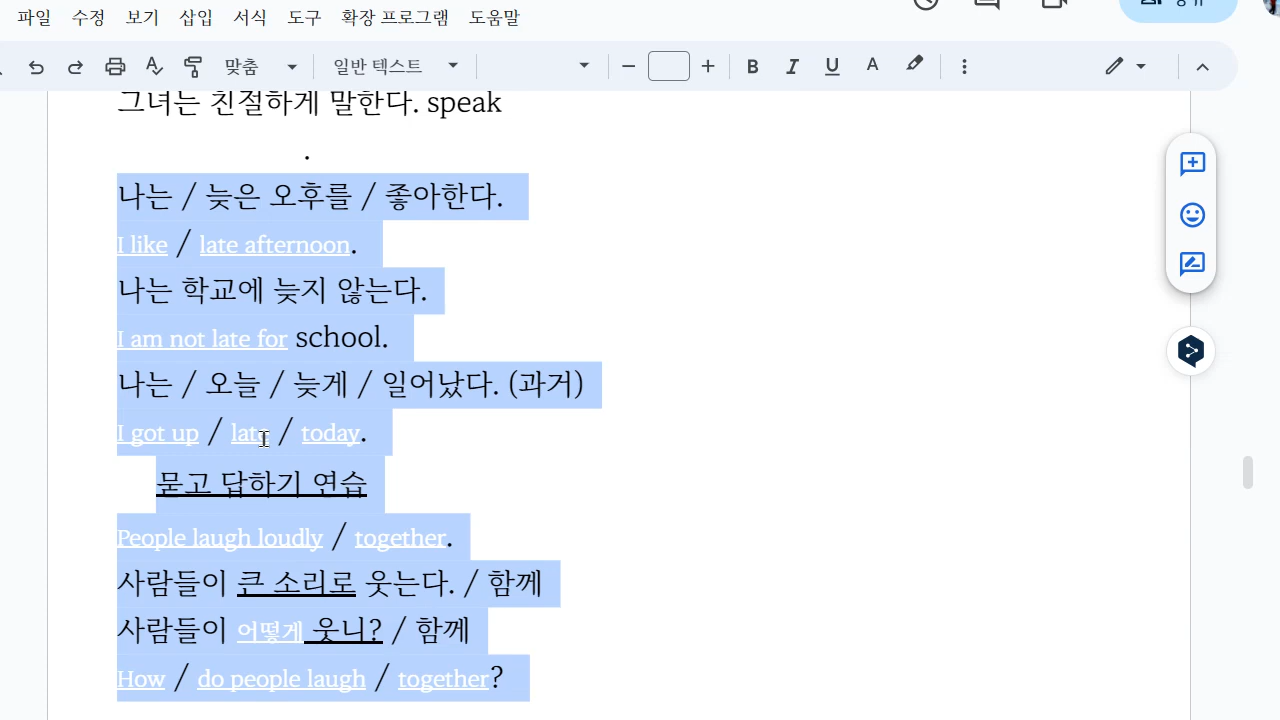 파일 수정 보기 삽입 서식 도구 확장 프로그램 도움말
맞춤 일반 텍스트 B I U A
그녀는 친절하게 말한다. speak
.
나는 / 늦은 오후를 / 좋아한다.
I like / late afternoon.
나는 학교에 늦지 않는다.
I am not late for school.
나는 / 오늘 / 늦게 / 일어났다. (과거)
I got up / late / today.
묻고 답하기 연습
People laugh loudly / together.
사람들이 큰 소리로 웃는다. / 함께
사람들이 어떻게 웃니? / 함께
How / do people laugh / together?